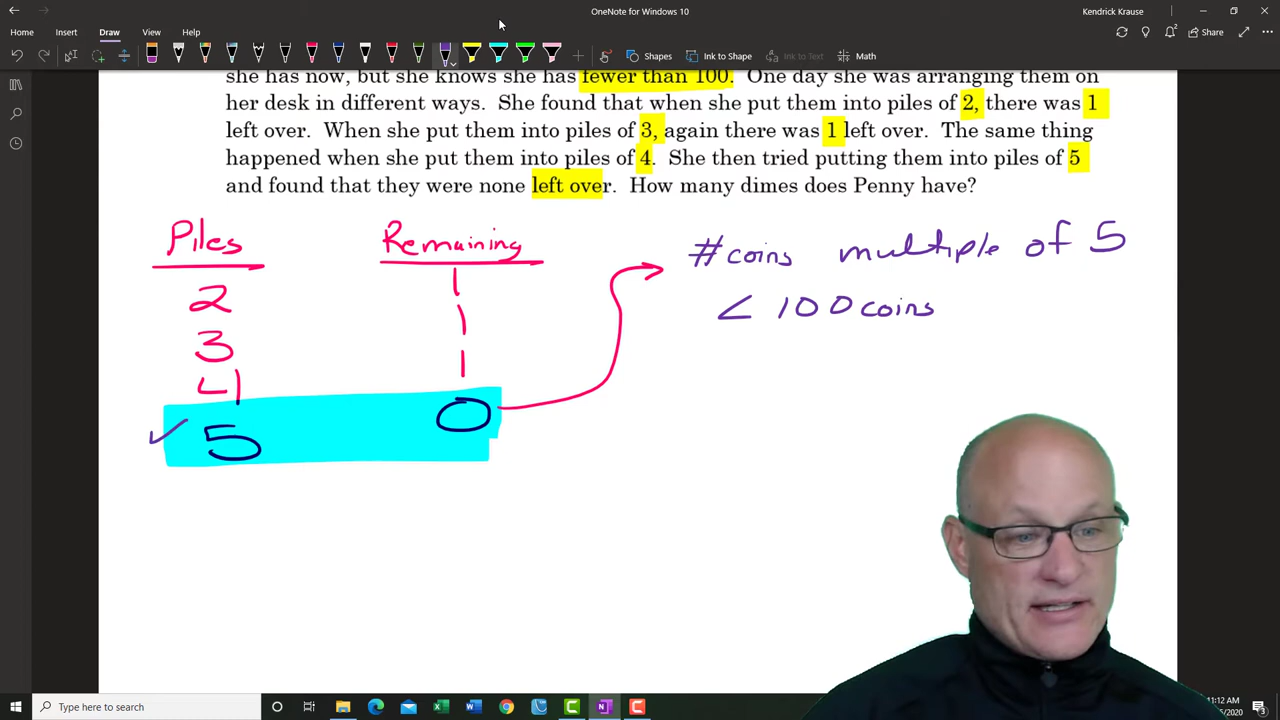 OneNote for Windows 10
Kendrick Krause
Home Insert Draw View Help
Shapes Ink to Shape Ink to Text Math
Share
she has now, but she knows she has fewer than 100. One day she was arranging them on
her desk in different ways. She found that when she put them into piles of 2, there was 1
left over. When she put them into piles of 3, again there was 1 left over. The same thing
happened when she put them into piles of 4. She then tried putting them into piles of 5
and found that they were none left over. How many dimes does Penny have?
Piles Remaining
2 1
3 1
4 1
5 0
#coins multiple of 5
< 100 coins
Type here to search
11:12 AM